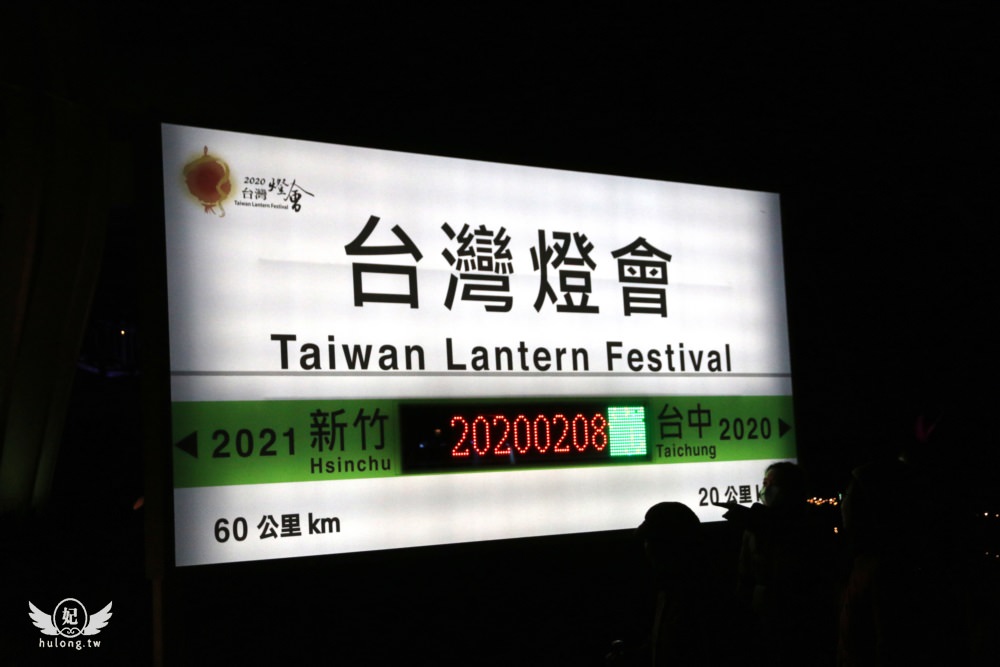 2020
台灣燈會
Taiwan Lantern Festival
台灣燈會
Taiwan Lantern Festival
2021 新竹 20200208 台中 2020
Hsinchu Taichung
60 公里 km
20 公里
妃
hulong.tw